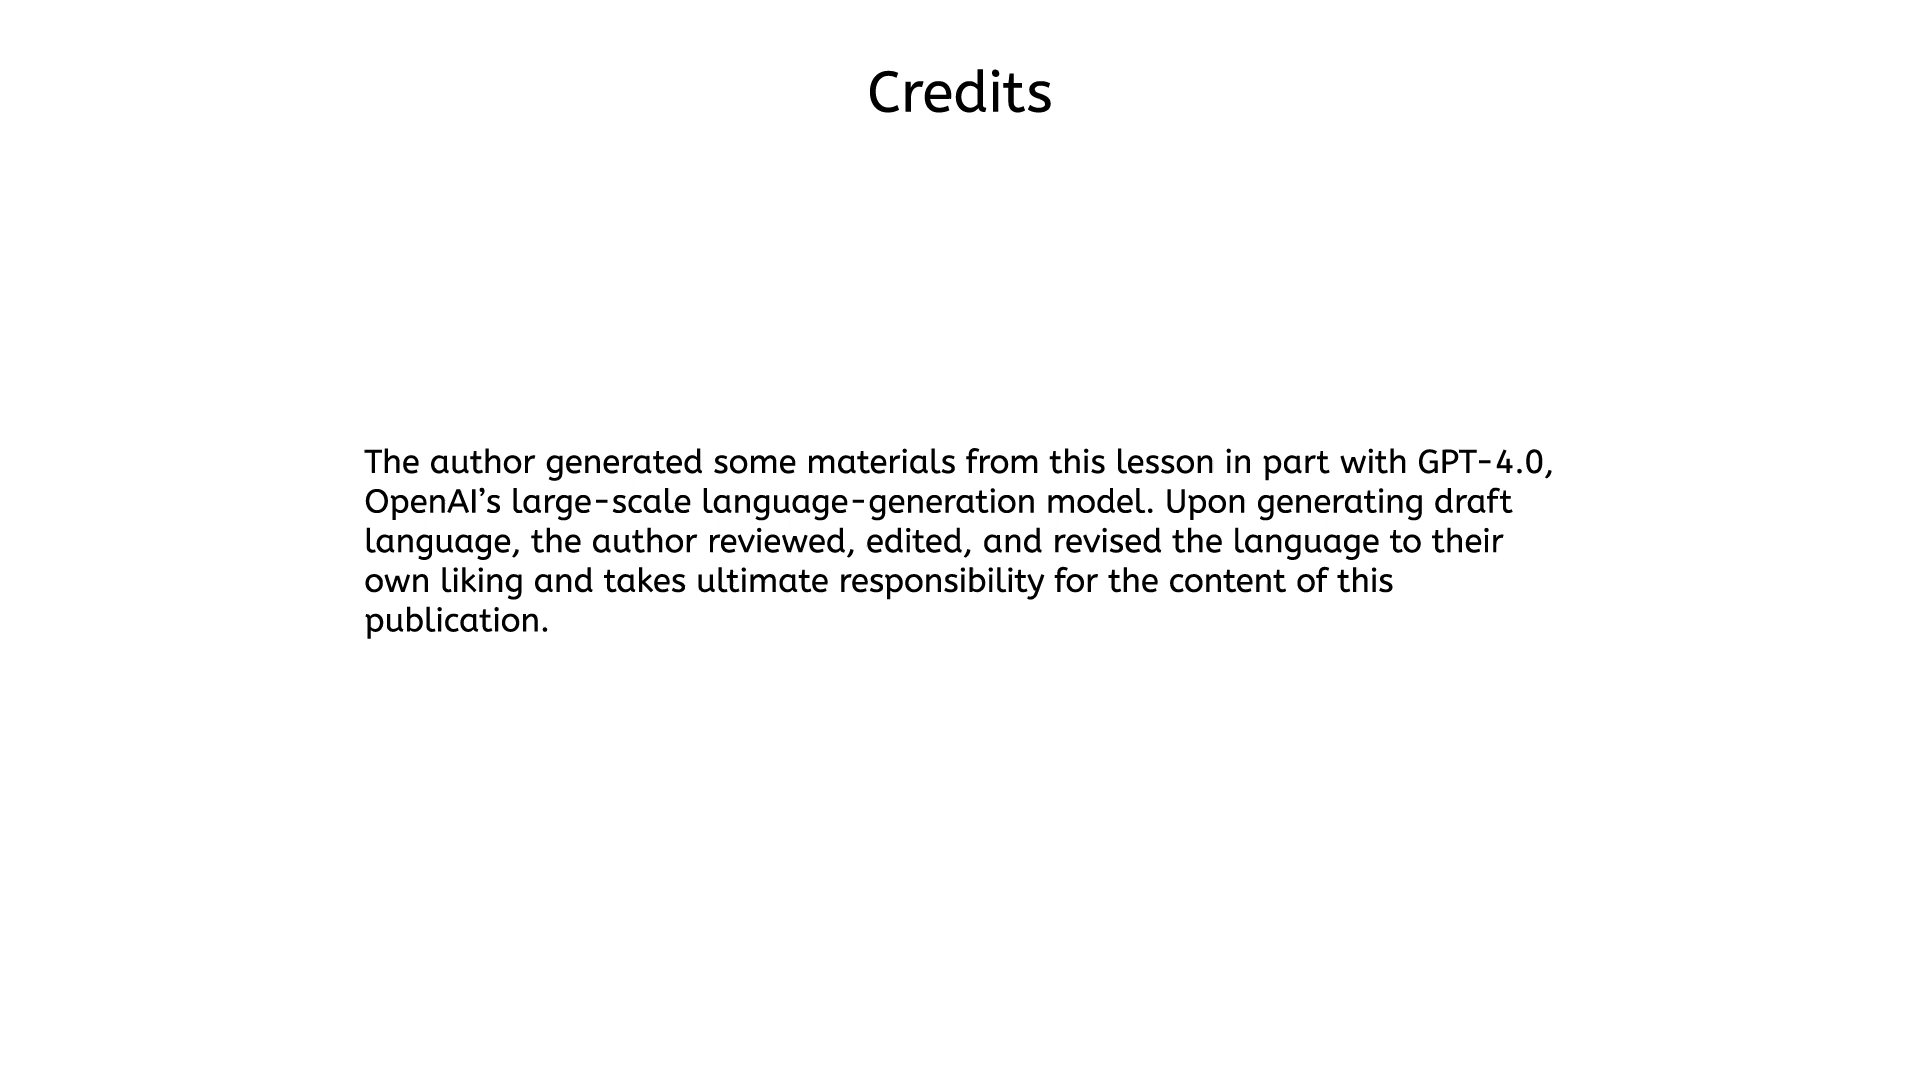 Credits
The author generated some materials from this lesson in part with GPT-4.0,
OpenAI’s large-scale language-generation model. Upon generating draft
language, the author reviewed, edited, and revised the language to their
own liking and takes ultimate responsibility for the content of this
publication.